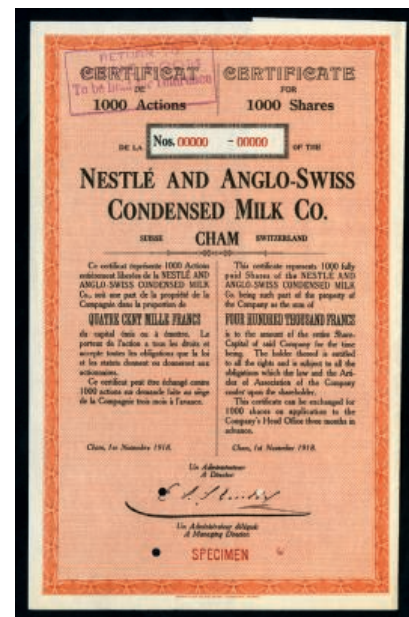 CERTIFICAT
DE
1000 Actions
CERTIFICATE
FOR
1000 Shares
To be
DE LA
Nos. 00000 - 00000
OF THE
NESTLÉ AND ANGLO-SWISS
CONDENSED MILK CO.
SUISSE CHAM SWITZERLAND
Ce certificat représente 1000 Actions
entièrement liberées de la NESTLÉ AND
ANGLO-SWISS CONDENSED MILK
Co., soit une part de la propriété de la
Compagnie dans la proportion de
QUATRE CENT MILLE FRANCS
du capital émis ou à émettre. Le
porteur de l'action a tous les droits et
accepte toutes les obligations que la loi
et les statuts donnent ou donneront aux
actionnaires.
Ce certificat peut être échangé contre
1000 actions sur demande faite au siège
de la Compagnie trois mois à l'avance.
Cham, 1er Novembre 1918.
This certificate represents 1000 fully
paid Shares of the NESTLÉ AND
ANGLO-SWISS CONDENSED MILK
Co. being such part of the property of
the Company as the sum of
FOUR HUNDRED THOUSAND FRANCS
is to the amount of the entire Share-
Capital of said Company for the time
being. The holder thereof is entitled
to all the rights and is subject to all the
obligations which the law and the Arti-
cles of Association of the Company
confer upon the shareholder.
This certificate can be exchanged for
1000 shares on application to the
Company's Head Office three months in
advance.
Cham, 1st November 1918.
Un Administrateur
A Director
Un Administrateur délégué
A Managing Director
SPECIMEN